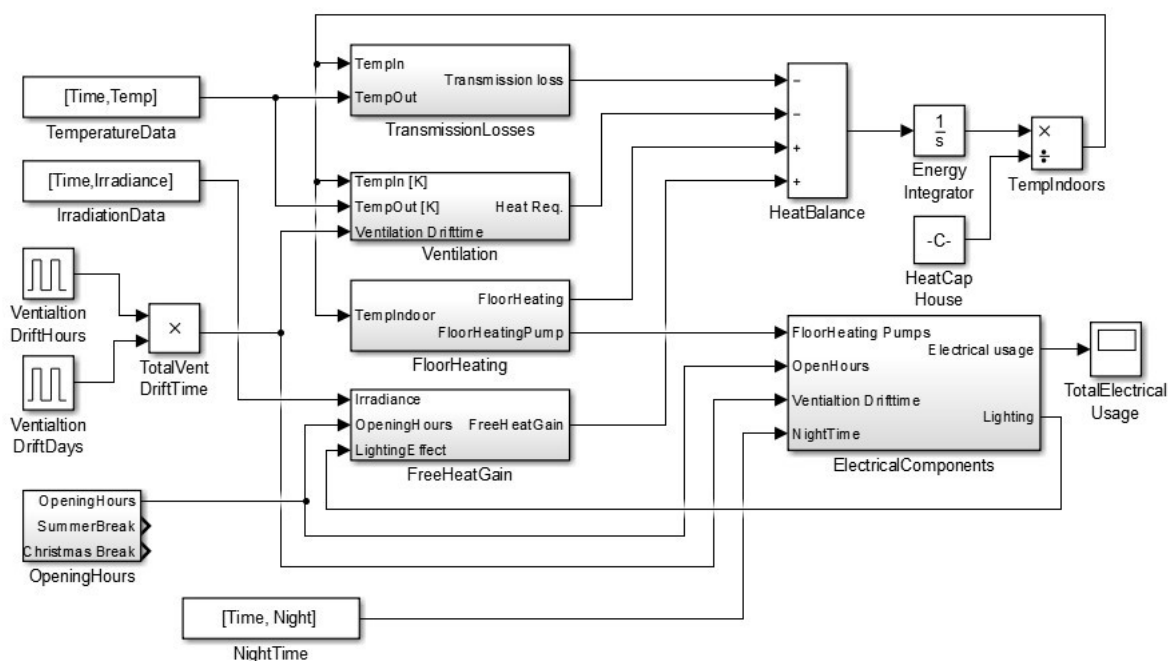 TempIn
Transmission loss
TempOut
TransmissionLosses
[Time,Temp]
TemperatureData
[Time,Irradiance]
IrradiationData
TempIn [K]
TempOut [K]
Heat Req.
Ventilation Drifttime
Ventilation
−
−
+
+
HeatBalance
1
s
Energy
Integrator
×
÷
TempIndoors
-C-
HeatCap
House
Ventialtion
DriftHours
×
TotalVent
DriftTime
Ventialtion
DriftDays
FloorHeating
TempIndoor
FloorHeatingPump
FloorHeating
Irradiance
OpeningHours
FreeHeatGain
LightingEffect
FreeHeatGain
FloorHeating Pumps
Electrical usage
OpenHours
Ventialtion Drifttime
Lighting
NightTime
ElectricalComponents
TotalElectrical
Usage
OpeningHours
SummerBreak
Christmas Break
OpeningHours
[Time, Night]
NightTime